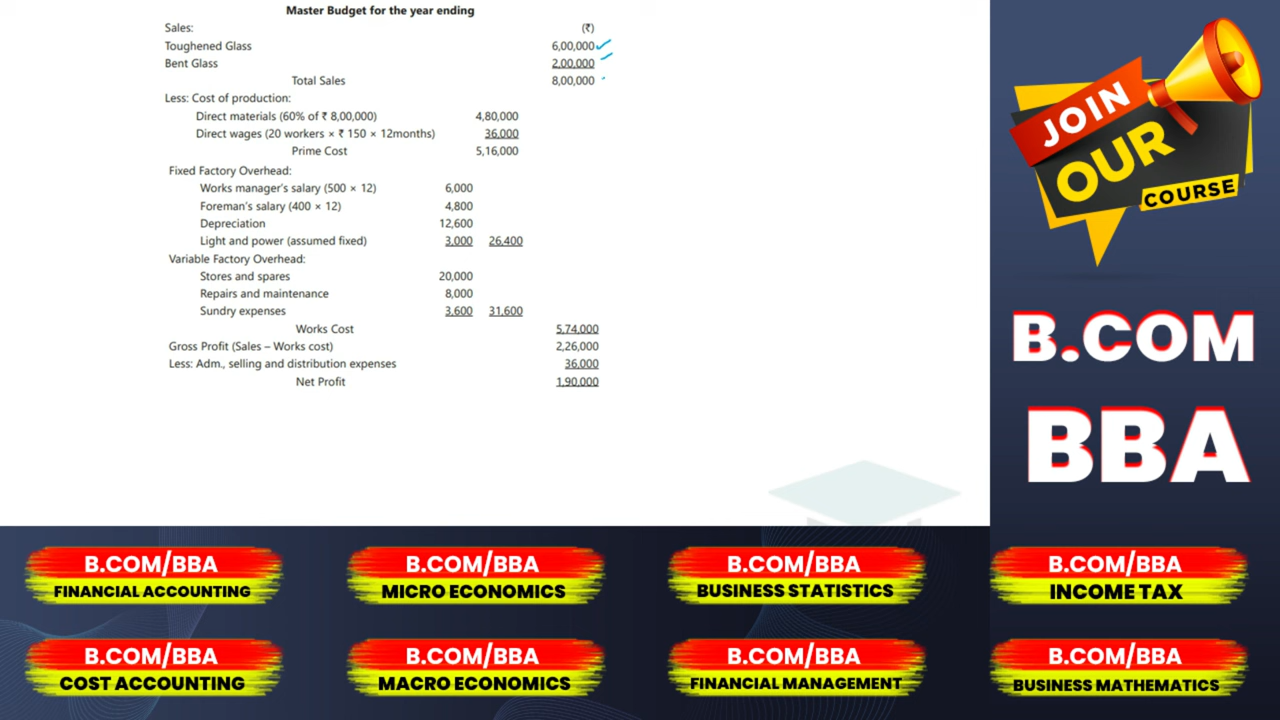 Master Budget for the year ending
Sales: (₹)
Toughened Glass 6,00,000
Bent Glass 2,00,000
Total Sales 8,00,000
Less: Cost of production:
Direct materials (60% of ₹ 8,00,000) 4,80,000
Direct wages (20 workers × ₹ 150 × 12months) 36,000
Prime Cost 5,16,000
Fixed Factory Overhead:
Works manager's salary (500 × 12) 6,000
Foreman's salary (400 × 12) 4,800
Depreciation 12,600
Light and power (assumed fixed) 3,000 26,400
Variable Factory Overhead:
Stores and spares 20,000
Repairs and maintenance 8,000
Sundry expenses 3,600 31,600
Works Cost 5,74,000
Gross Profit (Sales – Works cost) 2,26,000
Less: Adm., selling and distribution expenses 36,000
Net Profit 1,90,000
JOIN
OUR
COURSE
B.COM
BBA
B.COM/BBA
FINANCIAL ACCOUNTING
B.COM/BBA
MICRO ECONOMICS
B.COM/BBA
BUSINESS STATISTICS
B.COM/BBA
INCOME TAX
B.COM/BBA
COST ACCOUNTING
B.COM/BBA
MACRO ECONOMICS
B.COM/BBA
FINANCIAL MANAGEMENT
B.COM/BBA
BUSINESS MATHEMATICS